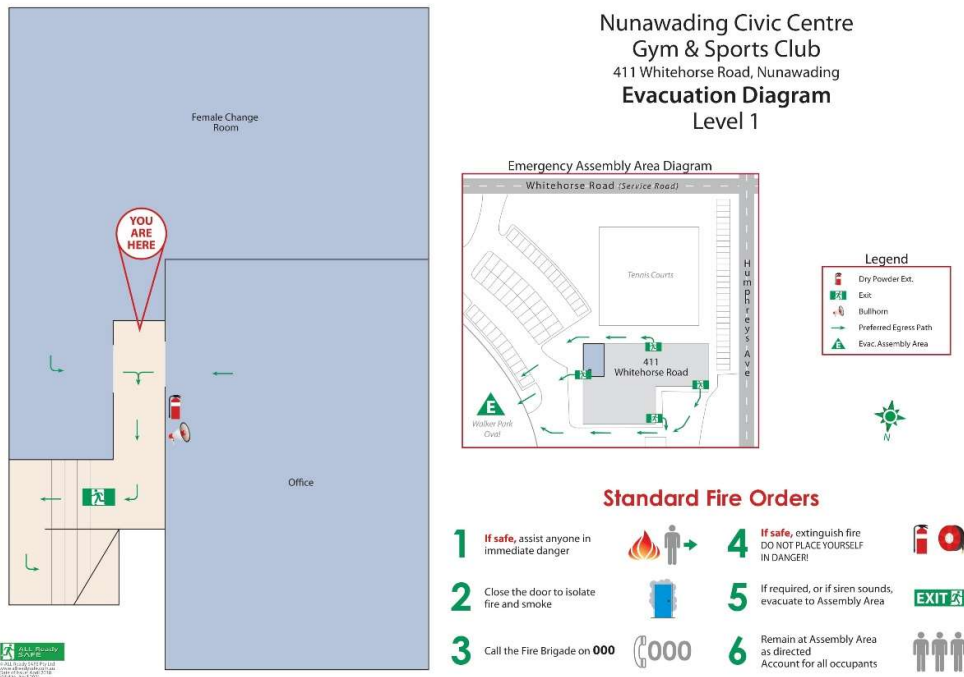 Nunawading Civic Centre
Gym & Sports Club
411 Whitehorse Road, Nunawading
Evacuation Diagram
Level 1
Female Change
Room
YOU
ARE
HERE
Office
Emergency Assembly Area Diagram
Whitehorse Road (Service Road)
Tennis Courts
Humphreys Ave
411
Whitehorse Road
E
Walker Park
Oval
Legend
Dry Powder Ext.
Exit
Bullhorn
Preferred Egress Path
E
Evac. Assembly Area
N
Standard Fire Orders
1
If safe, assist anyone in
immediate danger
2
Close the door to isolate
fire and smoke
3
Call the Fire Brigade on 000
000
4
If safe, extinguish fire
DO NOT PLACE YOURSELF
IN DANGER!
5
If required, or if siren sounds,
evacuate to Assembly Area
EXIT
6
Remain at Assembly Area
as directed
Account for all occupants
ALL Ready
SAFE